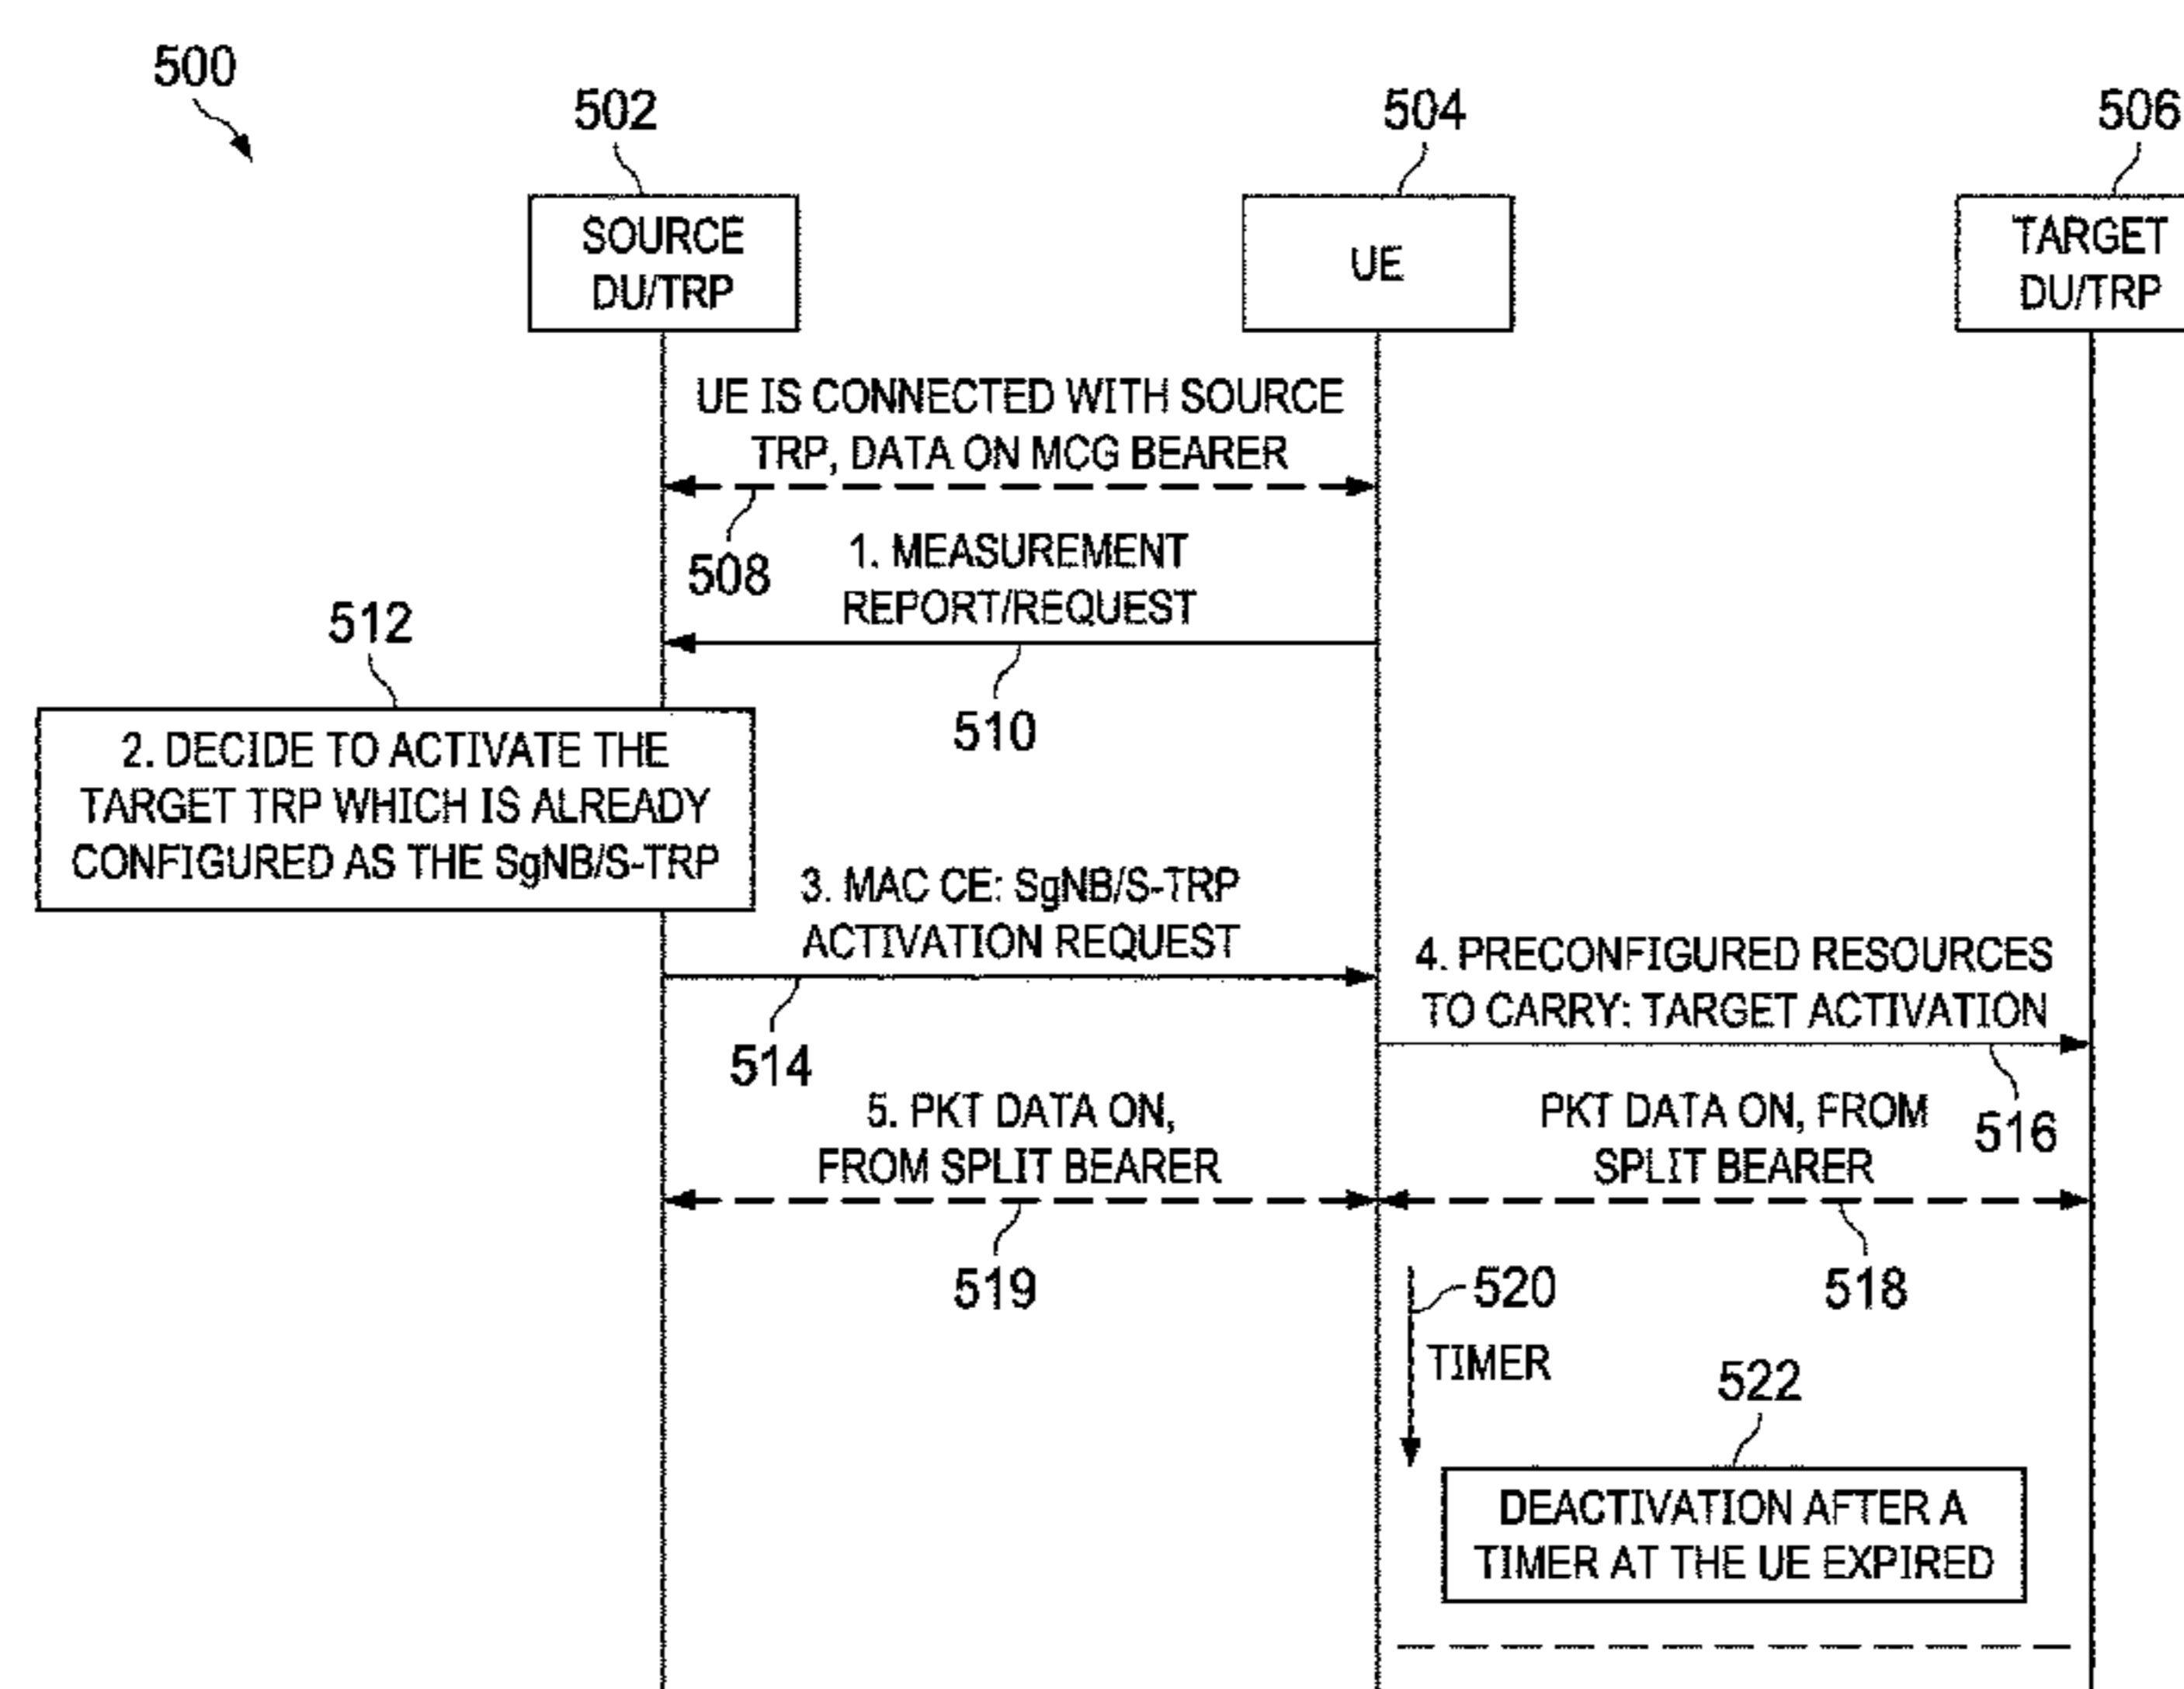 500
502
504
506
SOURCE
DU/TRP
UE
TARGET
DU/TRP
UE IS CONNECTED WITH SOURCE
TRP, DATA ON MCG BEARER
508
1. MEASUREMENT
REPORT/REQUEST
510
512
2. DECIDE TO ACTIVATE THE
TARGET TRP WHICH IS ALREADY
CONFIGURED AS THE SgNB/S-TRP
3. MAC CE: SgNB/S-TRP
ACTIVATION REQUEST
514
4. PRECONFIGURED RESOURCES
TO CARRY: TARGET ACTIVATION
516
5. PKT DATA ON,
FROM SPLIT BEARER
519
PKT DATA ON, FROM
SPLIT BEARER
518
520
TIMER
522
DEACTIVATION AFTER A
TIMER AT THE UE EXPIRED